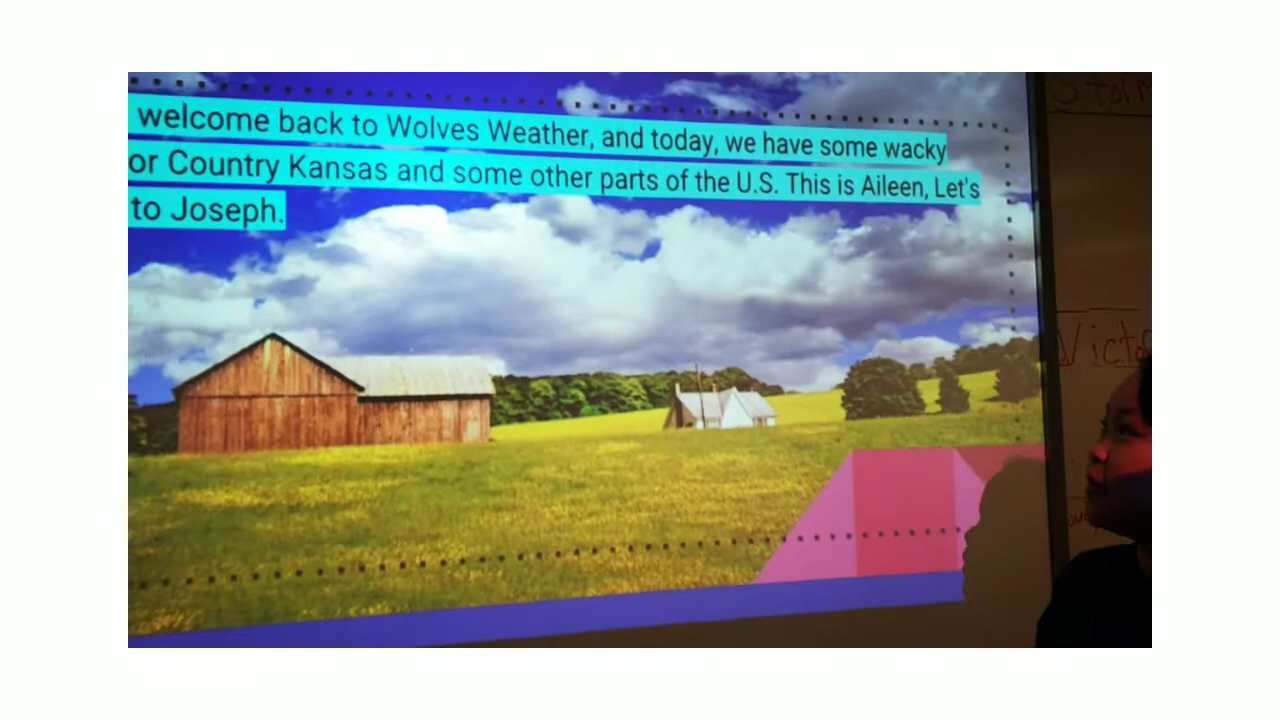 welcome back to Wolves Weather, and today, we have some wacky
or Country Kansas and some other parts of the U.S. This is Aileen, Let's
to Joseph.